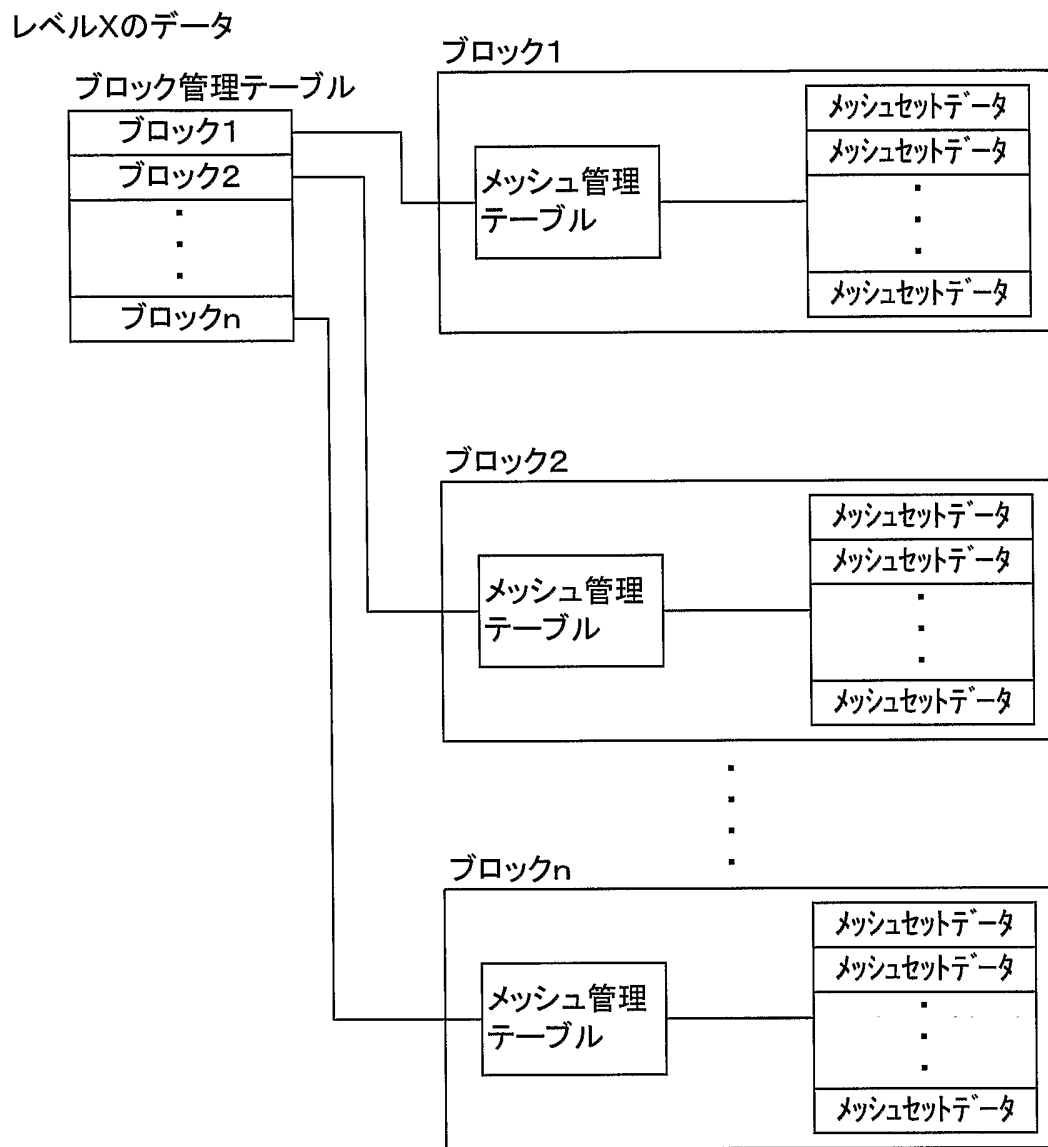 レベルXのデータ
ブロック管理テーブル
ブロック1
ブロック2
・
・
・
ブロックn
ブロック1
メッシュ管理
テーブル
メッシュセットデータ
メッシュセットデータ
・
・
・
メッシュセットデータ
ブロック2
メッシュ管理
テーブル
メッシュセットデータ
メッシュセットデータ
・
・
・
メッシュセットデータ
・
・
・
・
ブロックn
メッシュ管理
テーブル
メッシュセットデータ
メッシュセットデータ
・
・
・
メッシュセットデータ